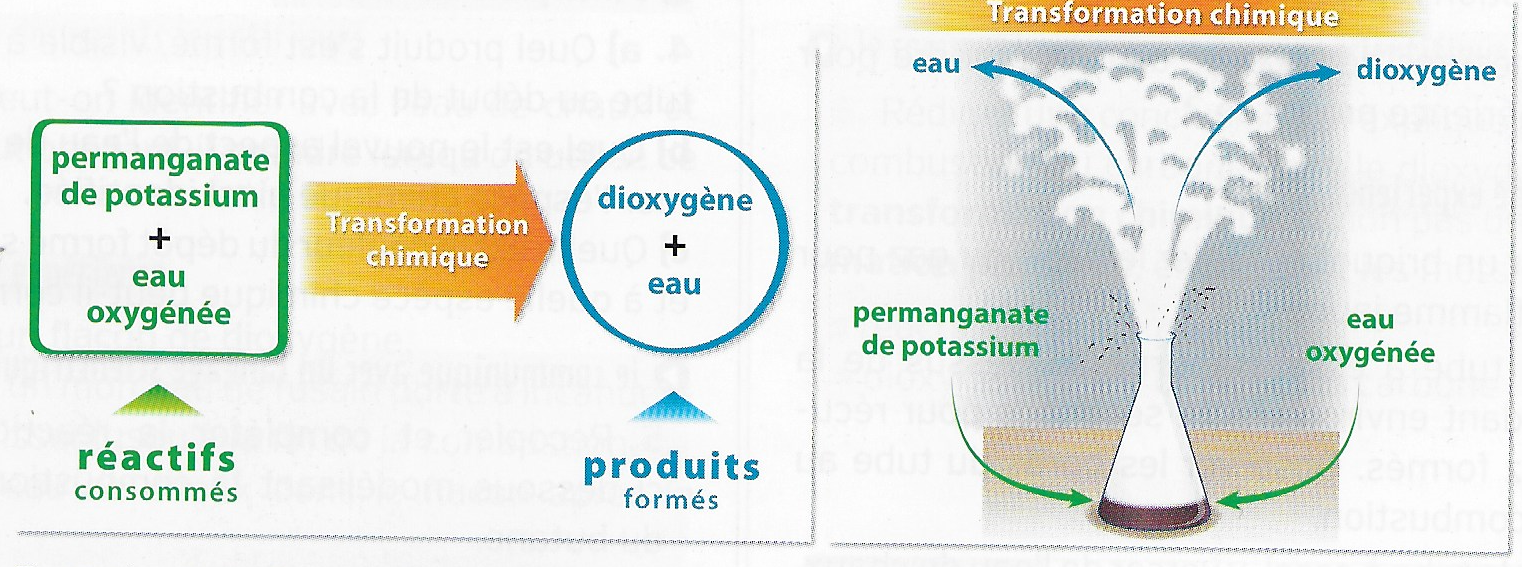 permanganate
de potassium
+
eau
oxygénée
Transformation
chimique
dioxygène
+
eau
réactifs
consommés
produits
formés
Transformation chimique
eau
dioxygène
permanganate
de potassium
eau
oxygénée